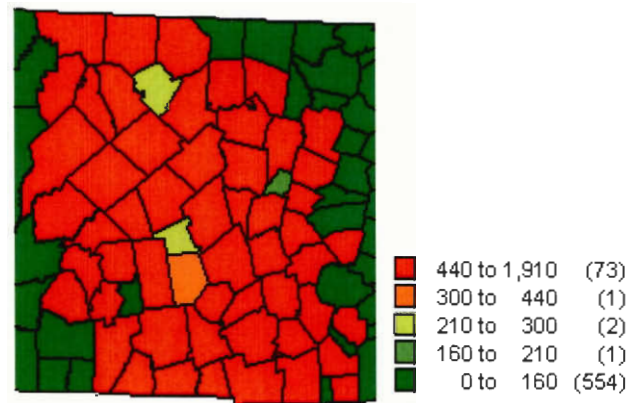 440 to 1,910 (73)
300 to 440 (1)
210 to 300 (2)
160 to 210 (1)
0 to 160 (554)